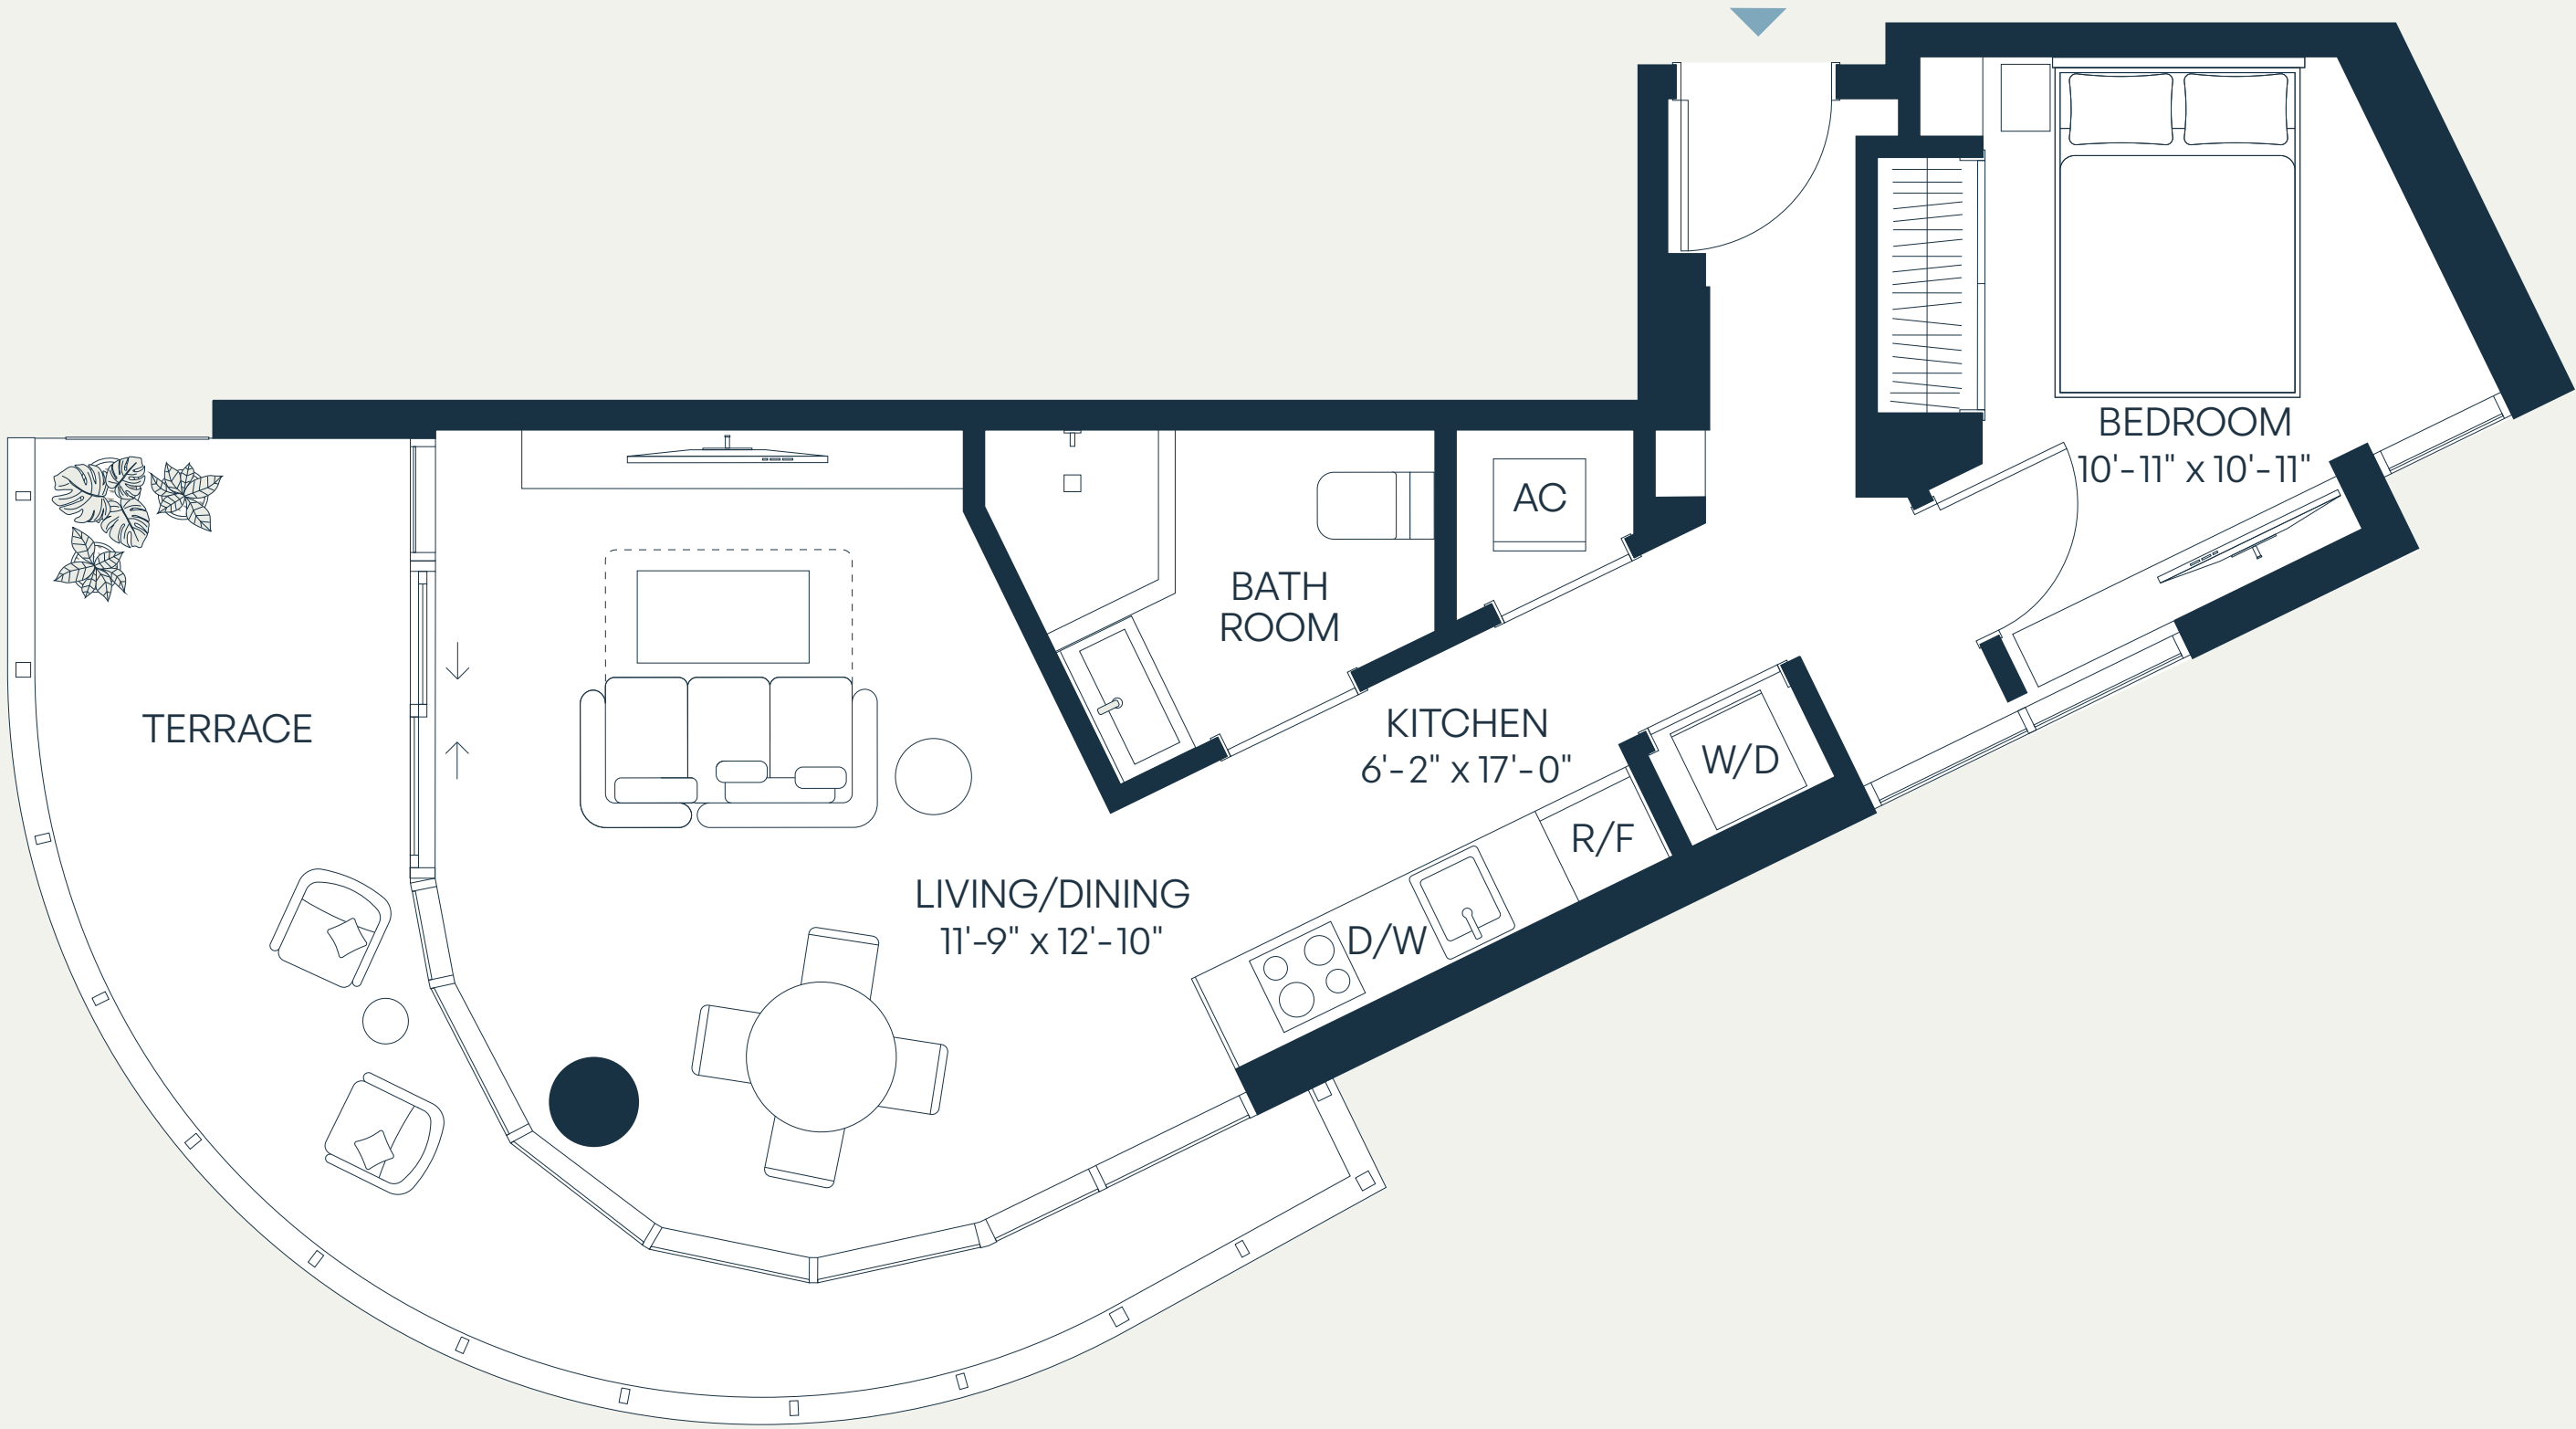 BEDROOM
10'-11" x 10'-11"
AC
BATH
ROOM
KITCHEN
6'-2" x 17'-0"
W/D
TERRACE
R/F
LIVING/DINING
11'-9" x 12'-10"
D/W